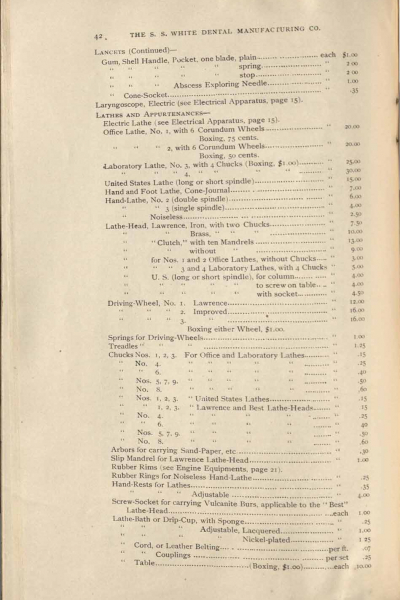 42 THE S. S. WHITE DENTAL MANUFACTURING CO.
LANCETS (Continued)—
Gum, Shell Handle, Pocket, one blade, plain........ each $1.00
" " " " spring........ " 2 00
" " " " stop........ " 2 00
" " Abscess Exploring Needle........ " 1.00
" Cone-Socket........ " .35
Laryngoscope, Electric (see Electrical Apparatus, page 15).
LATHES AND APPURTENANCES—
Electric Lathe (see Electrical Apparatus, page 15).
Office Lathe, No. 1, with 6 Corundum Wheels........ " 20.00
Boxing, 75 cents.
" " " 2, with 6 Corundum Wheels........ " 20.00
Boxing, 50 cents.
Laboratory Lathe, No. 3, with 4 Chucks (Boxing, $1.00)........ " 25.00
" " " 4, " " " " ........ " 30.00
United States Lathe (long or short spindle)........ " 15.00
Hand and Foot Lathe, Cone-Journal........ " 7.00
Hand-Lathe, No. 2 (double spindle)........ " 6.00
" " 3 (single spindle)........ " 4.00
" Noiseless........ " 2.50
Lathe-Head, Lawrence, Iron, with two Chucks........ " 7.50
" " Brass, " " ........ " 10.00
" "Clutch," with ten Mandrels........ " 13.00
" " without " ........ " 9.00
" for Nos. 1 and 2 Office Lathes, without Chucks.... " 3.00
" " 3 and 4 Laboratory Lathes, with 4 Chucks " 5.00
" U. S. (long or short spindle), for column........ " 4.00
" " " " " to screw on table.... " 4.00
" " " " " with socket........ " 4.50
Driving-Wheel, No. 1. Lawrence........ " 12.00
" " " 2. Improved........ " 16.00
" " " 3. " ........ " 16.00
Boxing either Wheel, $1.00.
Springs for Driving-Wheels........ " 1 00
Treadles " " ........ " 1 25
Chucks Nos. 1, 2, 3. For Office and Laboratory Lathes........ " .15
" No. 4. " " " " ........ " .25
" " 6. " " " " ........ " .40
" Nos. 5, 7, 9. " " " " ........ " .50
" No. 8. " " " " ........ " .60
" Nos. 1, 2, 3. " United States Lathes........ " .15
" " 1, 2, 3. " Lawrence and Best Lathe-Heads........ " 15
" No. 4. " " " " ........ " .25
" " 6. " " " " ........ " 40
" Nos. 5, 7, 9. " " " " ........ " .50
" No. 8. " " " " ........ " .60
Arbors for carrying Sand-Paper, etc........ " .30
Slip Mandrel for Lawrence Lathe-Head........ " 1.00
Rubber Rims (see Engine Equipments, page 21).
Rubber Rings for Noiseless Hand-Lathe........ " .25
Hand-Rests for Lathes........ " .35
" " " Adjustable........ " 4.00
Screw-Socket for carrying Vulcanite Burs, applicable to the "Best"
Lathe-Head........ each 1.00
Lathe-Bath or Drip-Cup, with Sponge........ " .25
" " " Adjustable, Lacquered........ " 1.00
" " " " Nickel-plated........ " 1 25
" Cord, or Leather Belting........ per ft. .07
" " Couplings........ per set .25
" Table........ (Boxing, $1.00)........ each 10.00